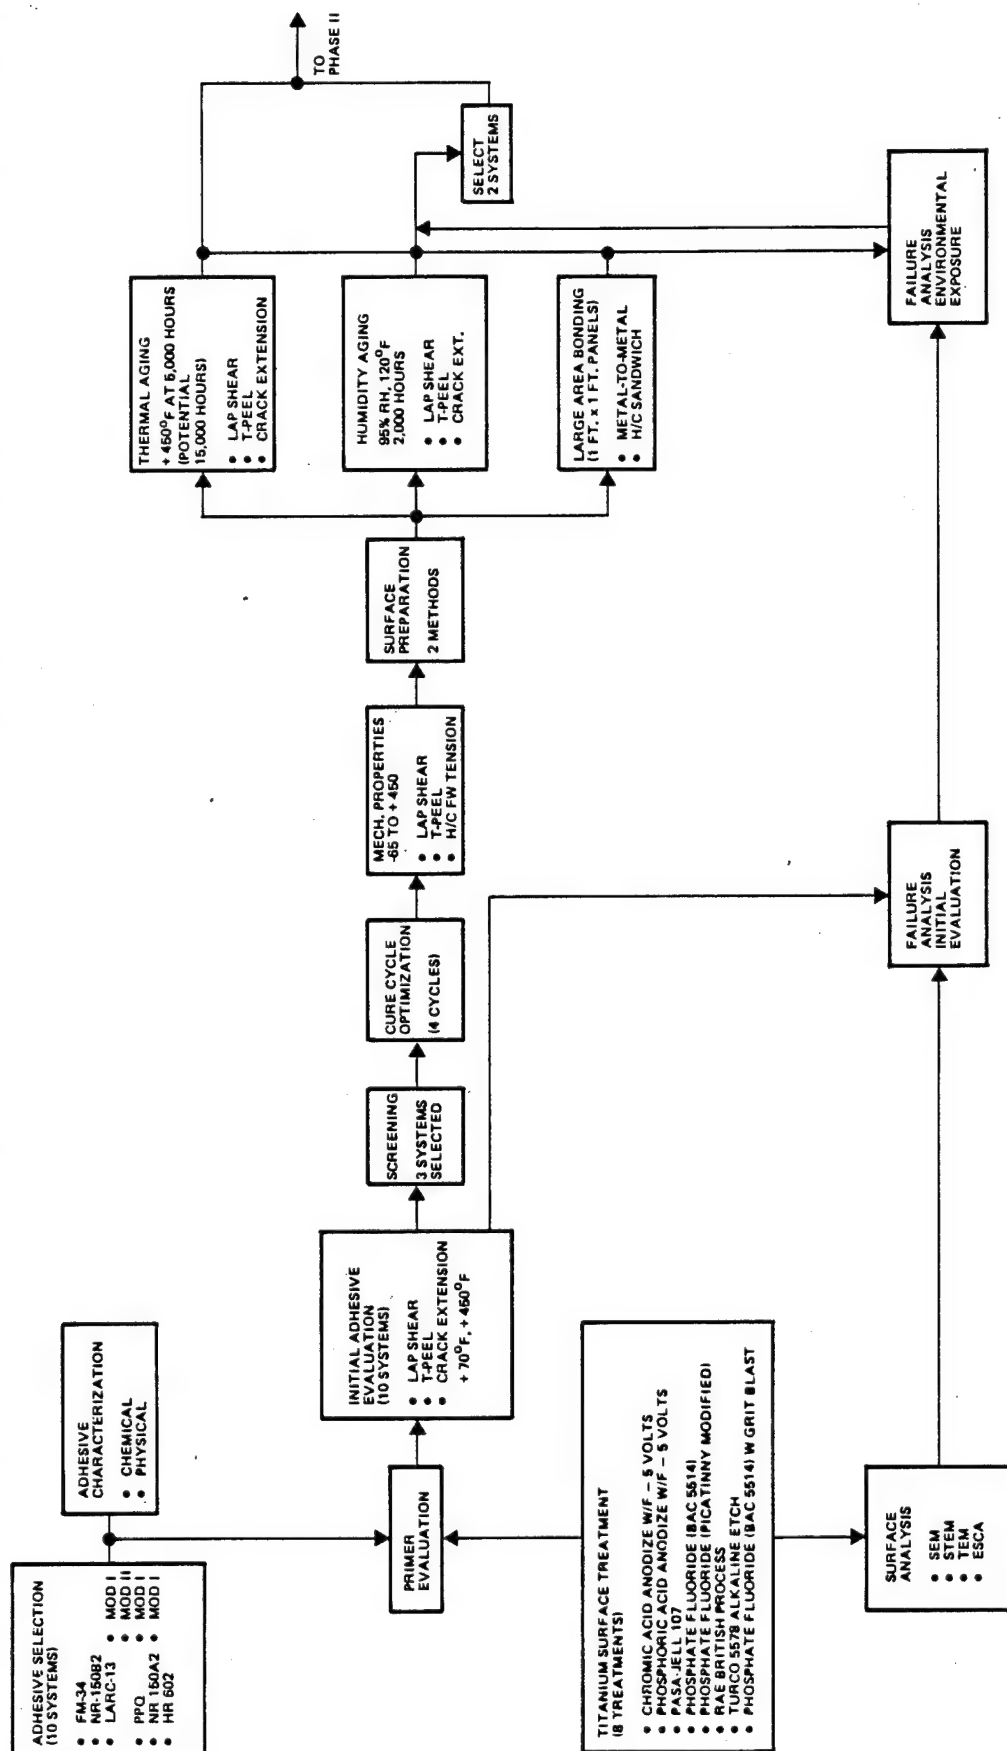 ADHESIVE SELECTION
(10 SYSTEMS)
• FM-34
• NR-150B2
• LARC-13 • MOD I
• MOD II
• PPQ • MOD I
• NR 150A2 • MOD I
• HR 602
ADHESIVE
CHARACTERIZATION
• CHEMICAL
• PHYSICAL
PRIMER
EVALUATION
TITANIUM SURFACE TREATMENT
(8 TREATMENTS)
• CHROMIC ACID ANODIZE W/F – 5 VOLTS
• PHOSPHORIC ACID ANODIZE W/F – 5 VOLTS
• PASA-JELL 107
• PHOSPHATE FLUORIDE (BAC 5514)
• PHOSPHATE FLUORIDE (PICATINNY MODIFIED)
• RAE BRITISH PROCESS
• TURCO 5578 ALKALINE ETCH
• PHOSPHATE FLUORIDE (BAC 5514) W GRIT BLAST
SURFACE
ANALYSIS
• SEM
• STEM
• TEM
• ESCA
INITIAL ADHESIVE
EVALUATION
(10 SYSTEMS)
• LAP SHEAR
• T-PEEL
• CRACK EXTENSION
+70°F, +450°F
SCREENING
3 SYSTEMS
SELECTED
CURE CYCLE
OPTIMIZATION
(4 CYCLES)
MECH. PROPERTIES
-65 TO +450
• LAP SHEAR
• T-PEEL
• H/C FW TENSION
SURFACE
PREPARATION
2 METHODS
FAILURE
ANALYSIS
INITIAL
EVALUATION
THERMAL AGING
+450°F AT 5,000 HOURS
(POTENTIAL
15,000 HOURS)
• LAP SHEAR
• T-PEEL
• CRACK EXTENSION
HUMIDITY AGING
95% RH, 120°F
2,000 HOURS
• LAP SHEAR
• T-PEEL
• CRACK EXT.
LARGE AREA BONDING
(1 FT. x 1 FT. PANELS)
• METAL-TO-METAL
• H/C SANDWICH
FAILURE
ANALYSIS
ENVIRONMENTAL
EXPOSURE
SELECT
2 SYSTEMS
TO
PHASE II